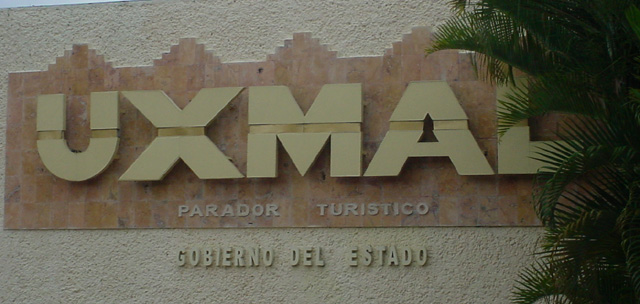 UXMAL
PARADOR TURISTICO
GOBIERNO DEL ESTADO